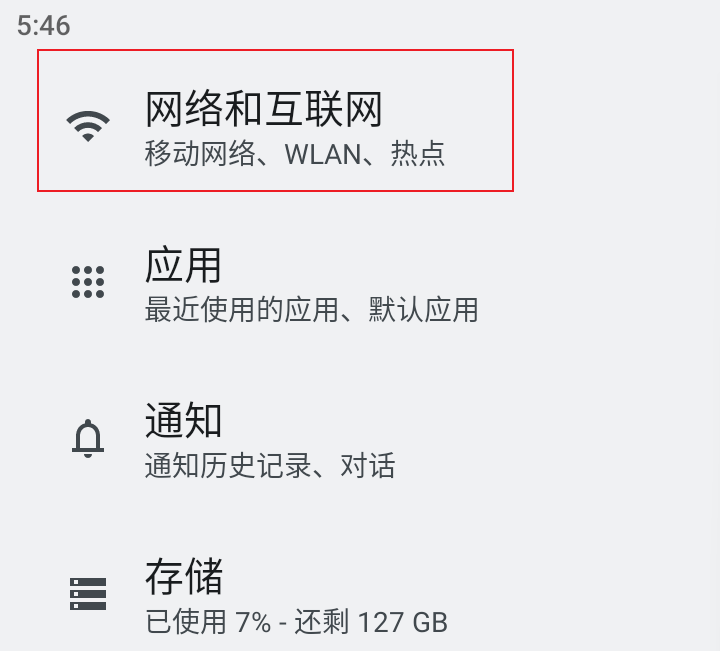 5:46
网络和互联网
移动网络、WLAN、热点
应用
最近使用的应用、默认应用
通知
通知历史记录、对话
存储
已使用 7% - 还剩 127 GB